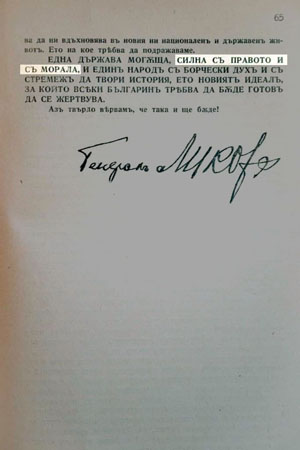 65
ва да ни вдъхновява въ новия ни националенъ и държавенъ жи-
вотъ. Ето на кое трѣбва да подражаваме.
ЕДНА ДЪРЖАВА МОГѪЩА, СИЛНА СЪ ПРАВОТО И
СЪ МОРАЛА, И ЕДИНЪ НАРОДЪ СЪ БОРЧЕСКИ ДУХЪ И СЪ
СТРЕМЕЖЪ ДА ТВОРИ ИСТОРИЯ, ЕТО НОВИЯТЪ ИДЕАЛЪ,
ЗА КОЙТО ВСѢКИ БЪЛГАРИНЪ ТРѢБВА ДА БѪДЕ ГОТОВЪ
ДА СЕ ЖЕРТВУВА.
Азъ твърдо вѣрвамъ, че така и ще бѫде!
Генералъ Луковъ